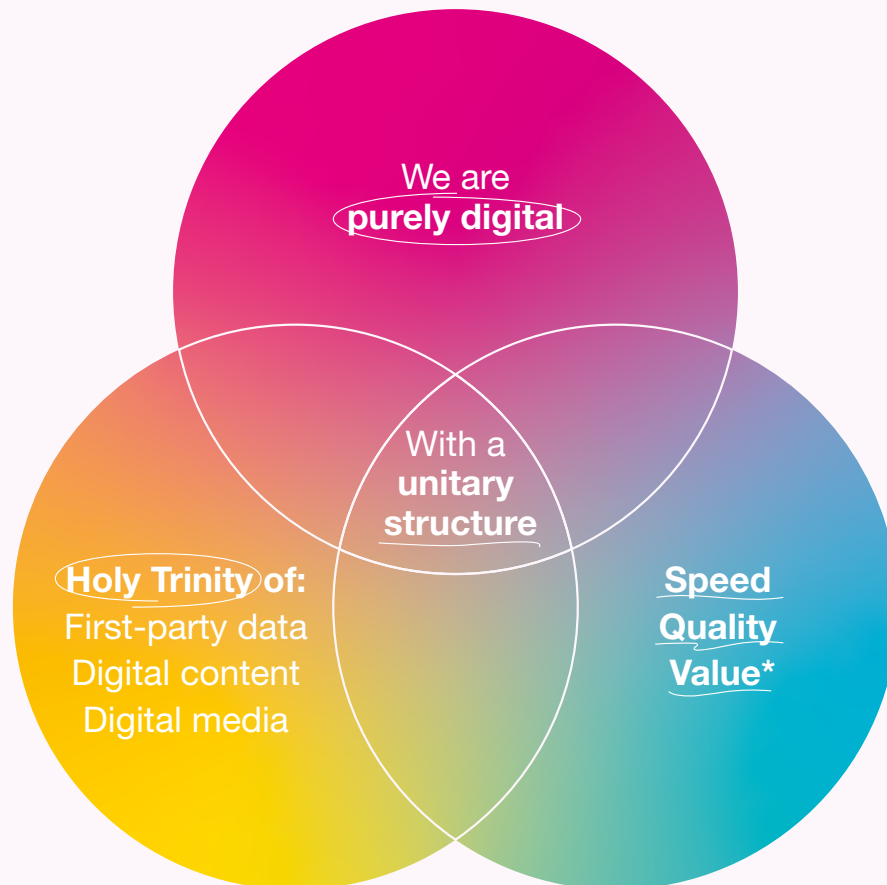 We are
purely digital
With a
unitary
structure
Holy Trinity of:
First-party data
Digital content
Digital media
Speed
Quality
Value*